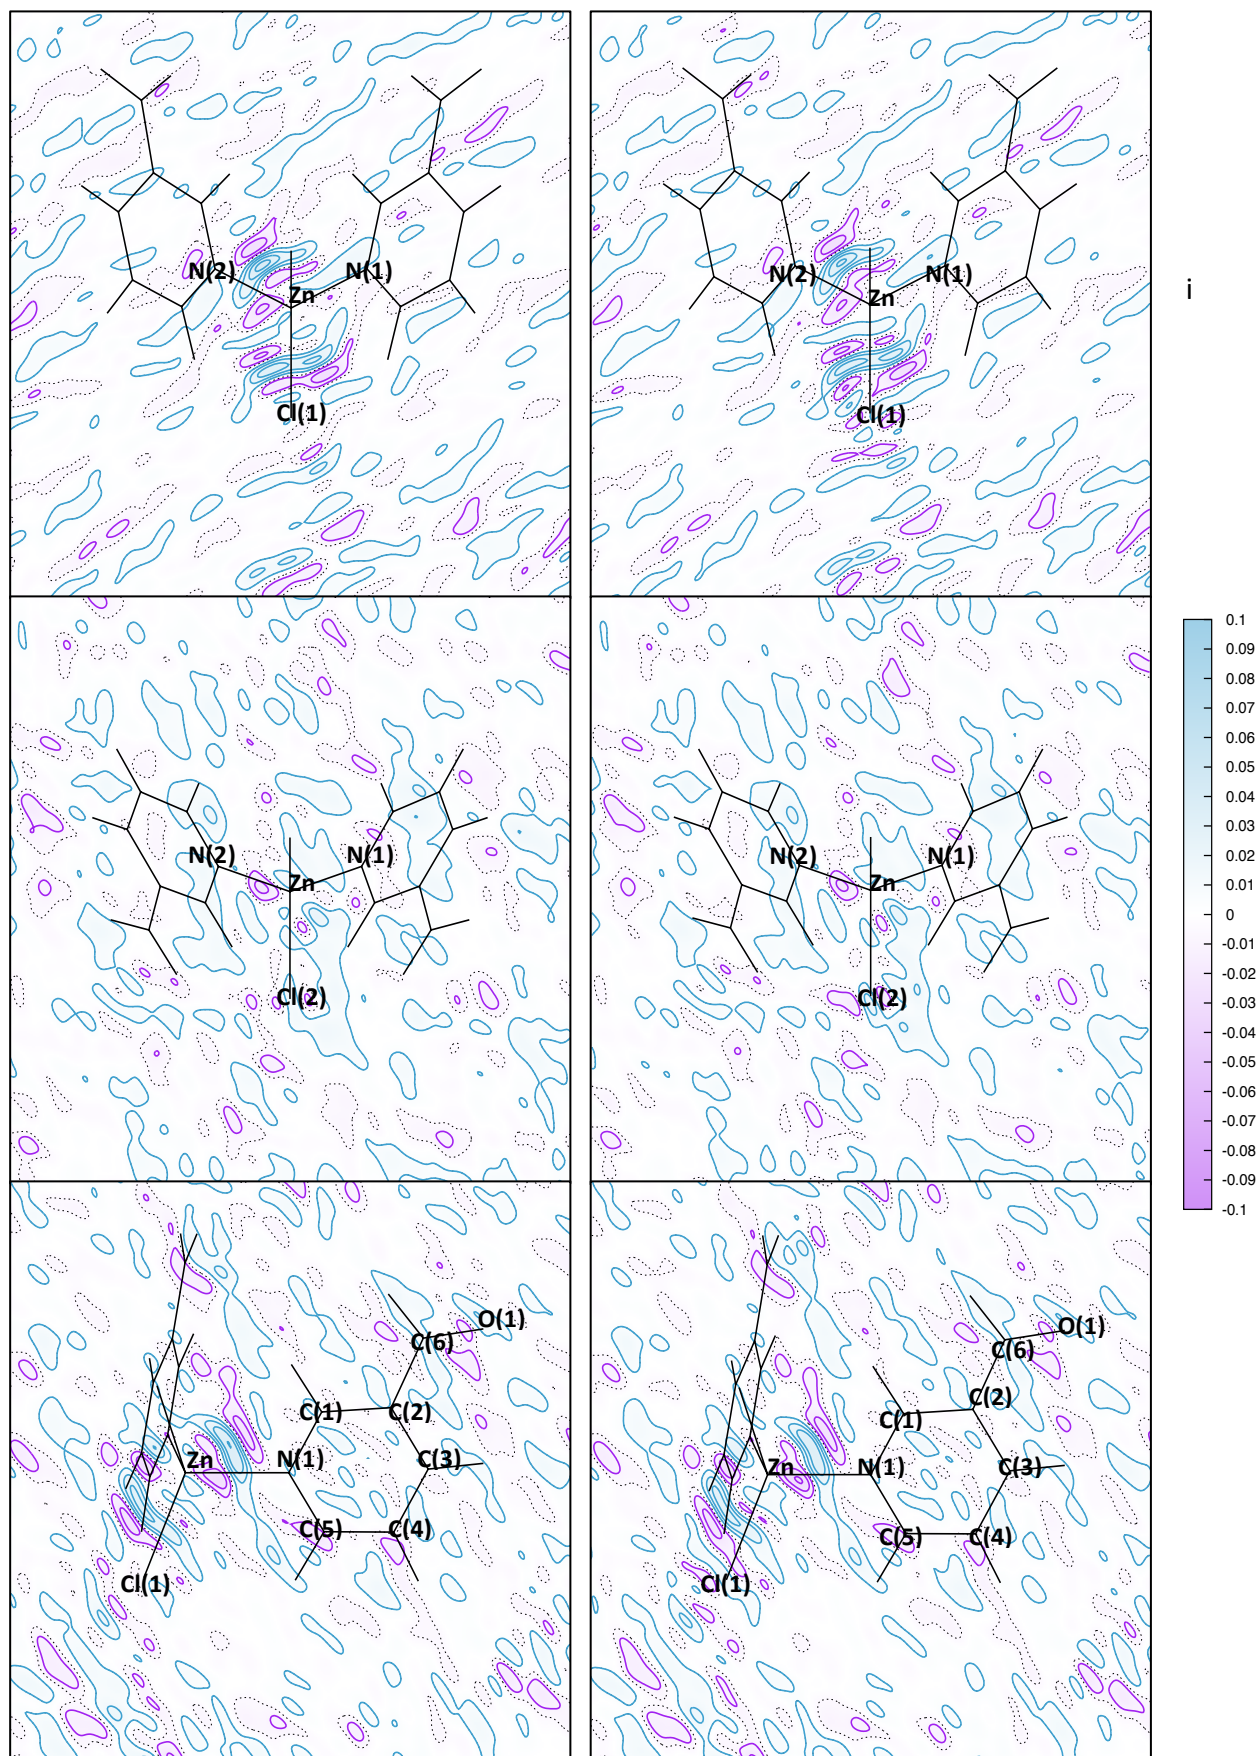 N(2) Zn N(1)
Cl(1)
N(2) Zn N(1)
Cl(1)
i
N(2) Zn N(1)
Cl(2)
N(2) Zn N(1)
Cl(2)
0.1
0.09
0.08
0.07
0.06
0.05
0.04
0.03
0.02
0.01
0
-0.01
-0.02
-0.03
-0.04
-0.05
-0.06
-0.07
-0.08
-0.09
-0.1
O(1)
C(6)
C(1) C(2)
Zn N(1) C(3)
C(5) C(4)
Cl(1)
O(1)
C(6)
C(2)
C(1)
Zn N(1) C(3)
C(5) C(4)
Cl(1)